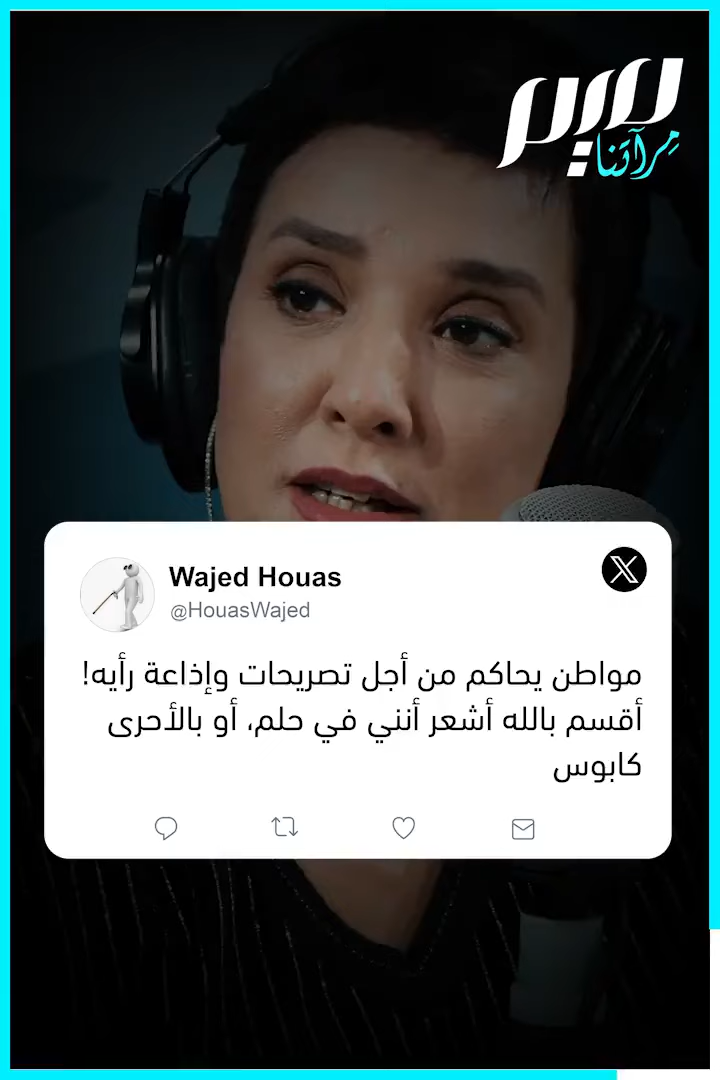 مرآتنا
Wajed Houas
@HouasWajed
مواطن يحاكم من أجل تصريحات وإذاعة رأيه!
أقسم بالله أشعر أنني في حلم، أو بالأحرى
كابوس